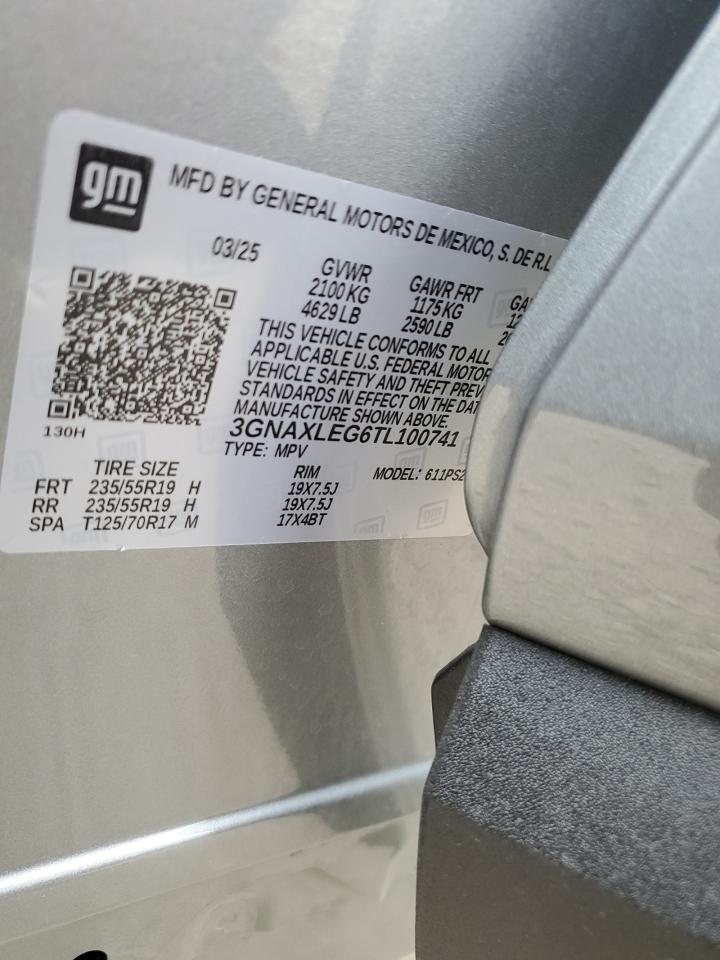 gm
MFD BY GENERAL MOTORS DE MEXICO, S. DE R.L
03/25
GVWR GAWR FRT
2100 KG 1175 KG
4629 LB 2590 LB
THIS VEHICLE CONFORMS TO ALL
APPLICABLE U.S. FEDERAL MOTOR
VEHICLE SAFETY AND THEFT PREV
STANDARDS IN EFFECT ON THE DAT
MANUFACTURE SHOWN ABOVE.
3GNAXLEG6TL100741
130H
TYPE: MPV
TIRE SIZE RIM MODEL: 611PS2
FRT 235/55R19 H 19X7.5J
RR 235/55R19 H 19X7.5J
SPA T125/70R17 M 17X4BT